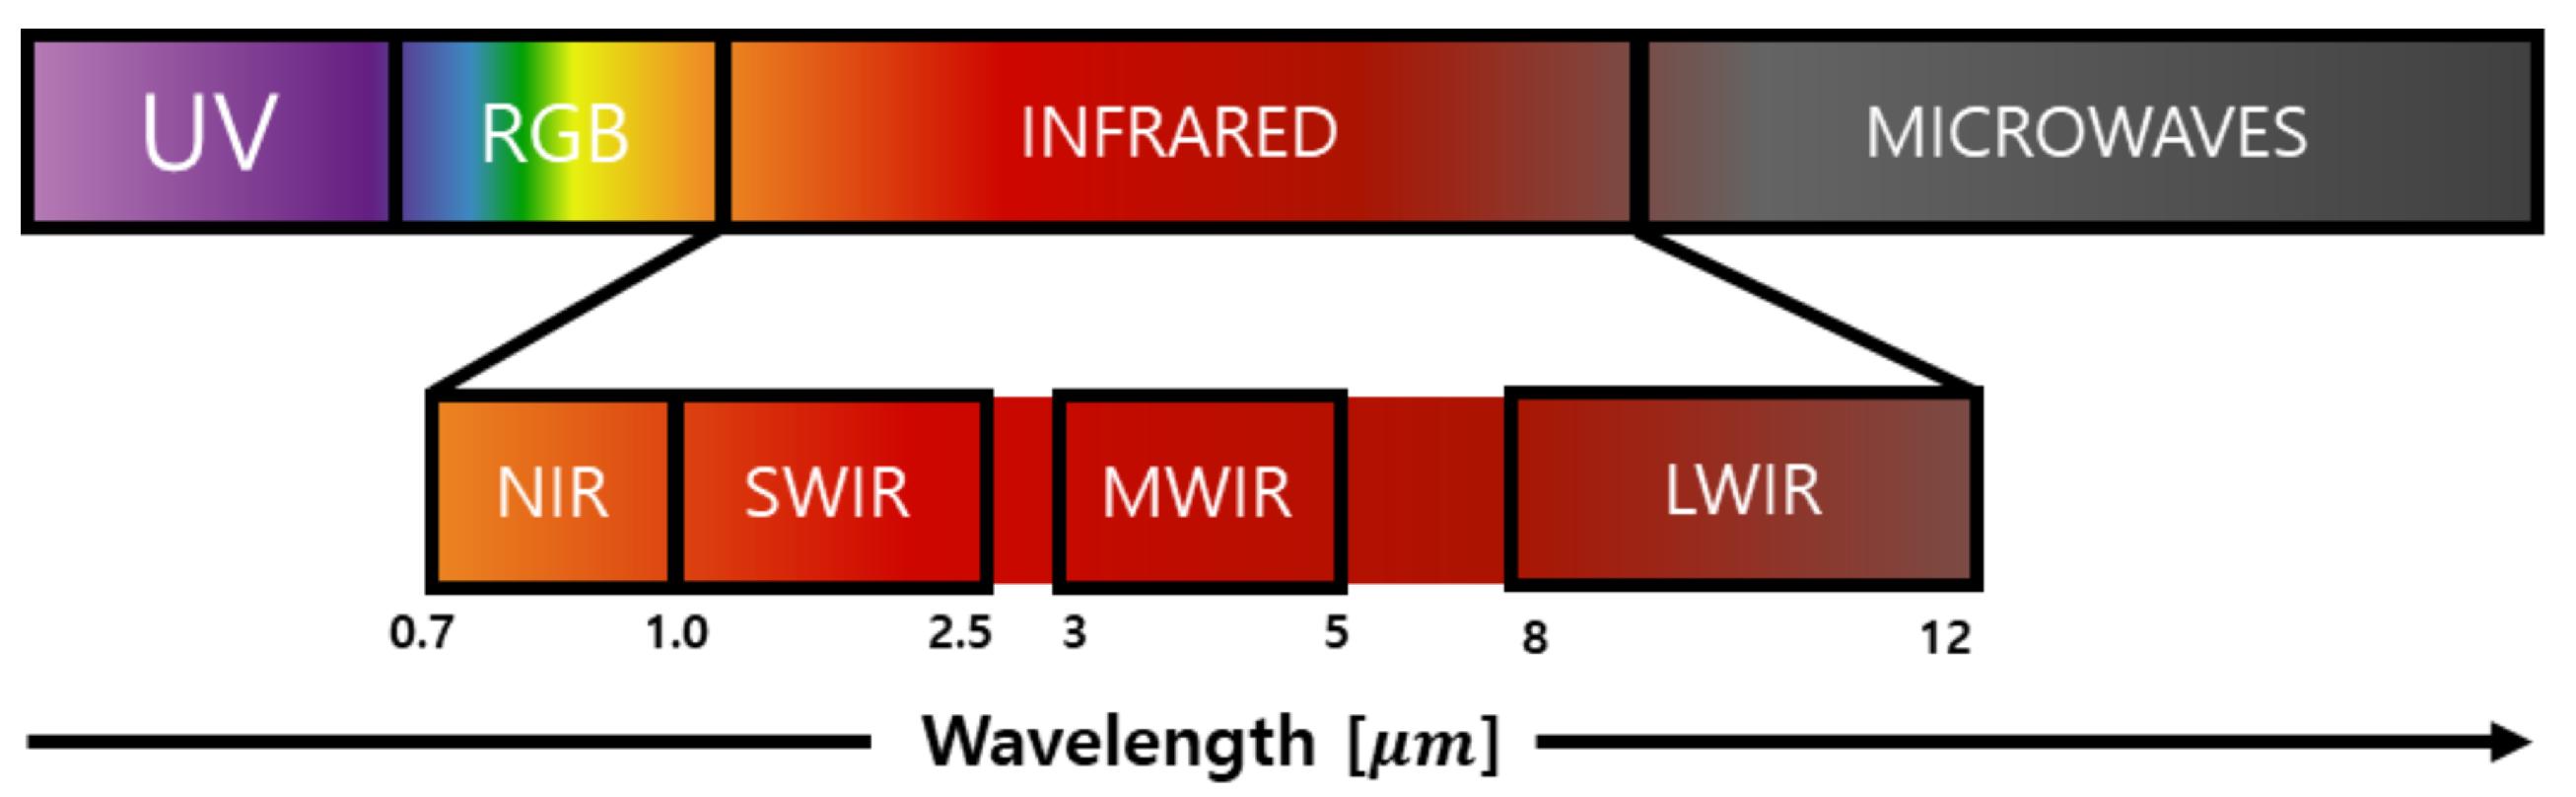 UV RGB INFRARED MICROWAVES
NIR SWIR MWIR LWIR
0.7 1.0 2.5 3 5 8 12
Wavelength [μm]